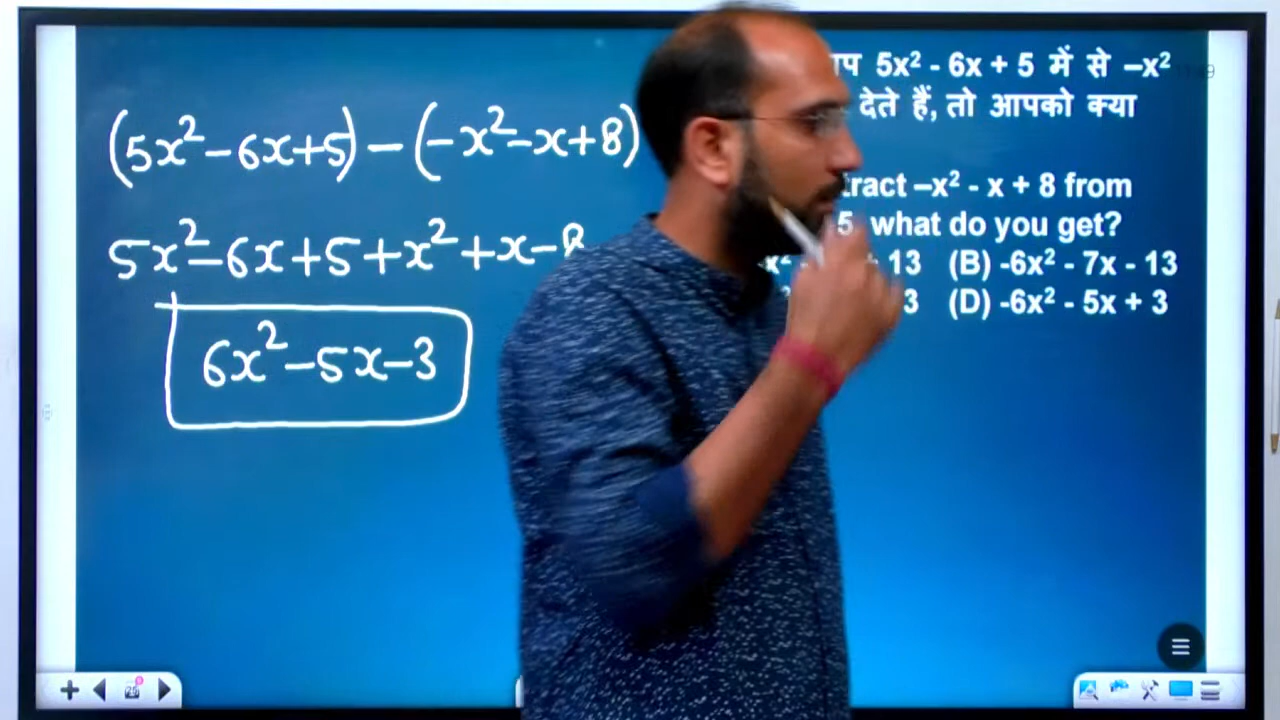 (5x²-6x+5)-(-x²-x+8)
5x²-6x+5+x²+x-8
6x²-5x-3
5x² - 6x + 5 में से –x²
देते हैं, तो आपको क्या
–x² - x + 8 from
5, what do you get?
13 (B) -6x² - 7x - 13
3 (D) -6x² - 5x + 3